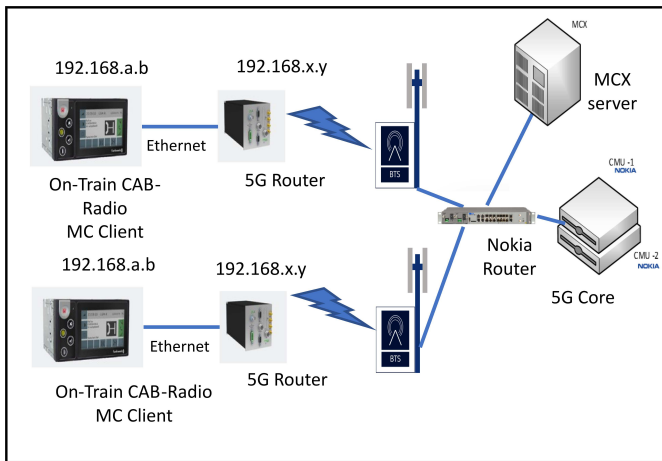 MCX
192.168.a.b
192.168.x.y
MCX
server
Ethernet
BTS
On-Train CAB-
Radio
MC Client
5G Router
CMU -1
NOKIA
192.168.a.b
192.168.x.y
Nokia
Router
CMU -2
NOKIA
5G Core
Ethernet
BTS
5G Router
On-Train CAB-Radio
MC Client